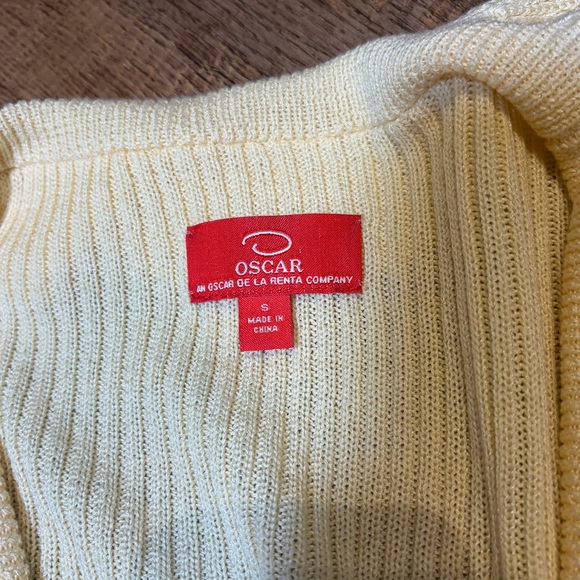 OSCAR
AN OSCAR DE LA RENTA COMPANY
S
MADE IN
CHINA